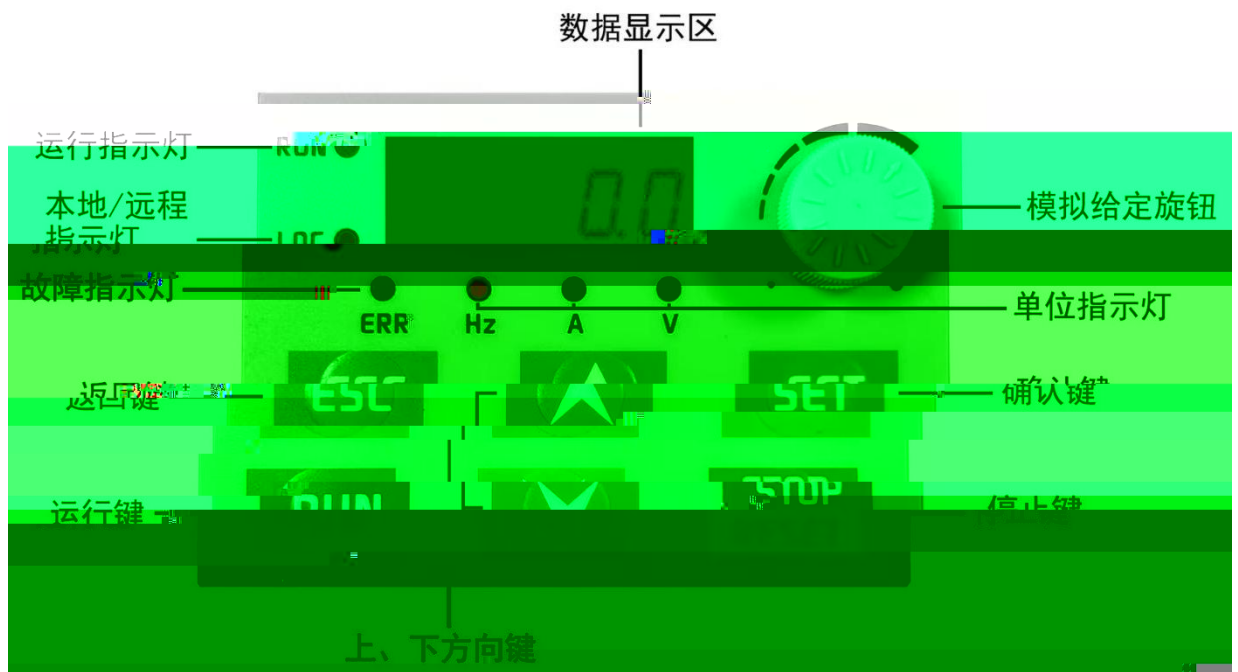 数据显示区
运行指示灯
RUN
0.0
本地/远程
指示灯
LOC
模拟给定旋钮
故障指示灯
单位指示灯
ERR Hz A V
返回键
ESC
SET
确认键
运行键
RUN
STOP
停止键
上、下方向键